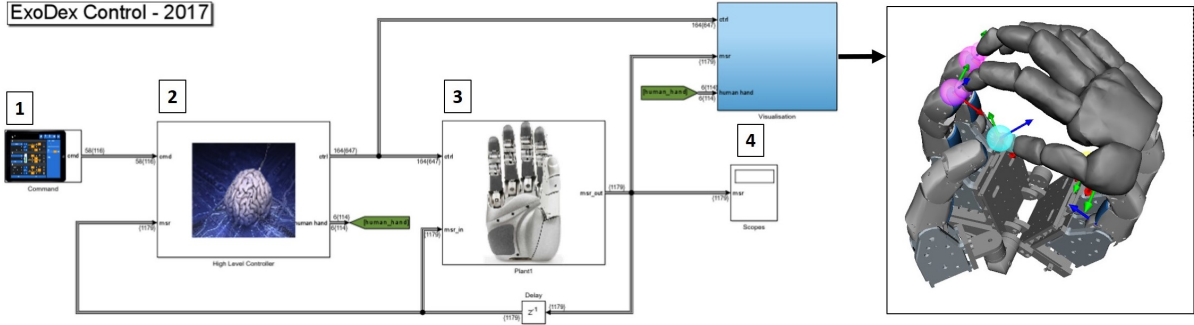 ExoDex Control - 2017
1
2
3
4
cmd
58{116}
58{116}
Command
cmd
msr
{1179}
ctrl
164{647}
human hand
6{114}
6{114}
High Level Controller
[human_hand]
164{647}
ctrl
msr_in
{1179}
msr_out
{1179}
Plant1
164{647}
ctrl
msr
{1179}
[human_hand]
6{114}
6{114}
human hand
Visualisation
{1179}
msr
Scopes
Delay
Z-1
{1179}
{1179}